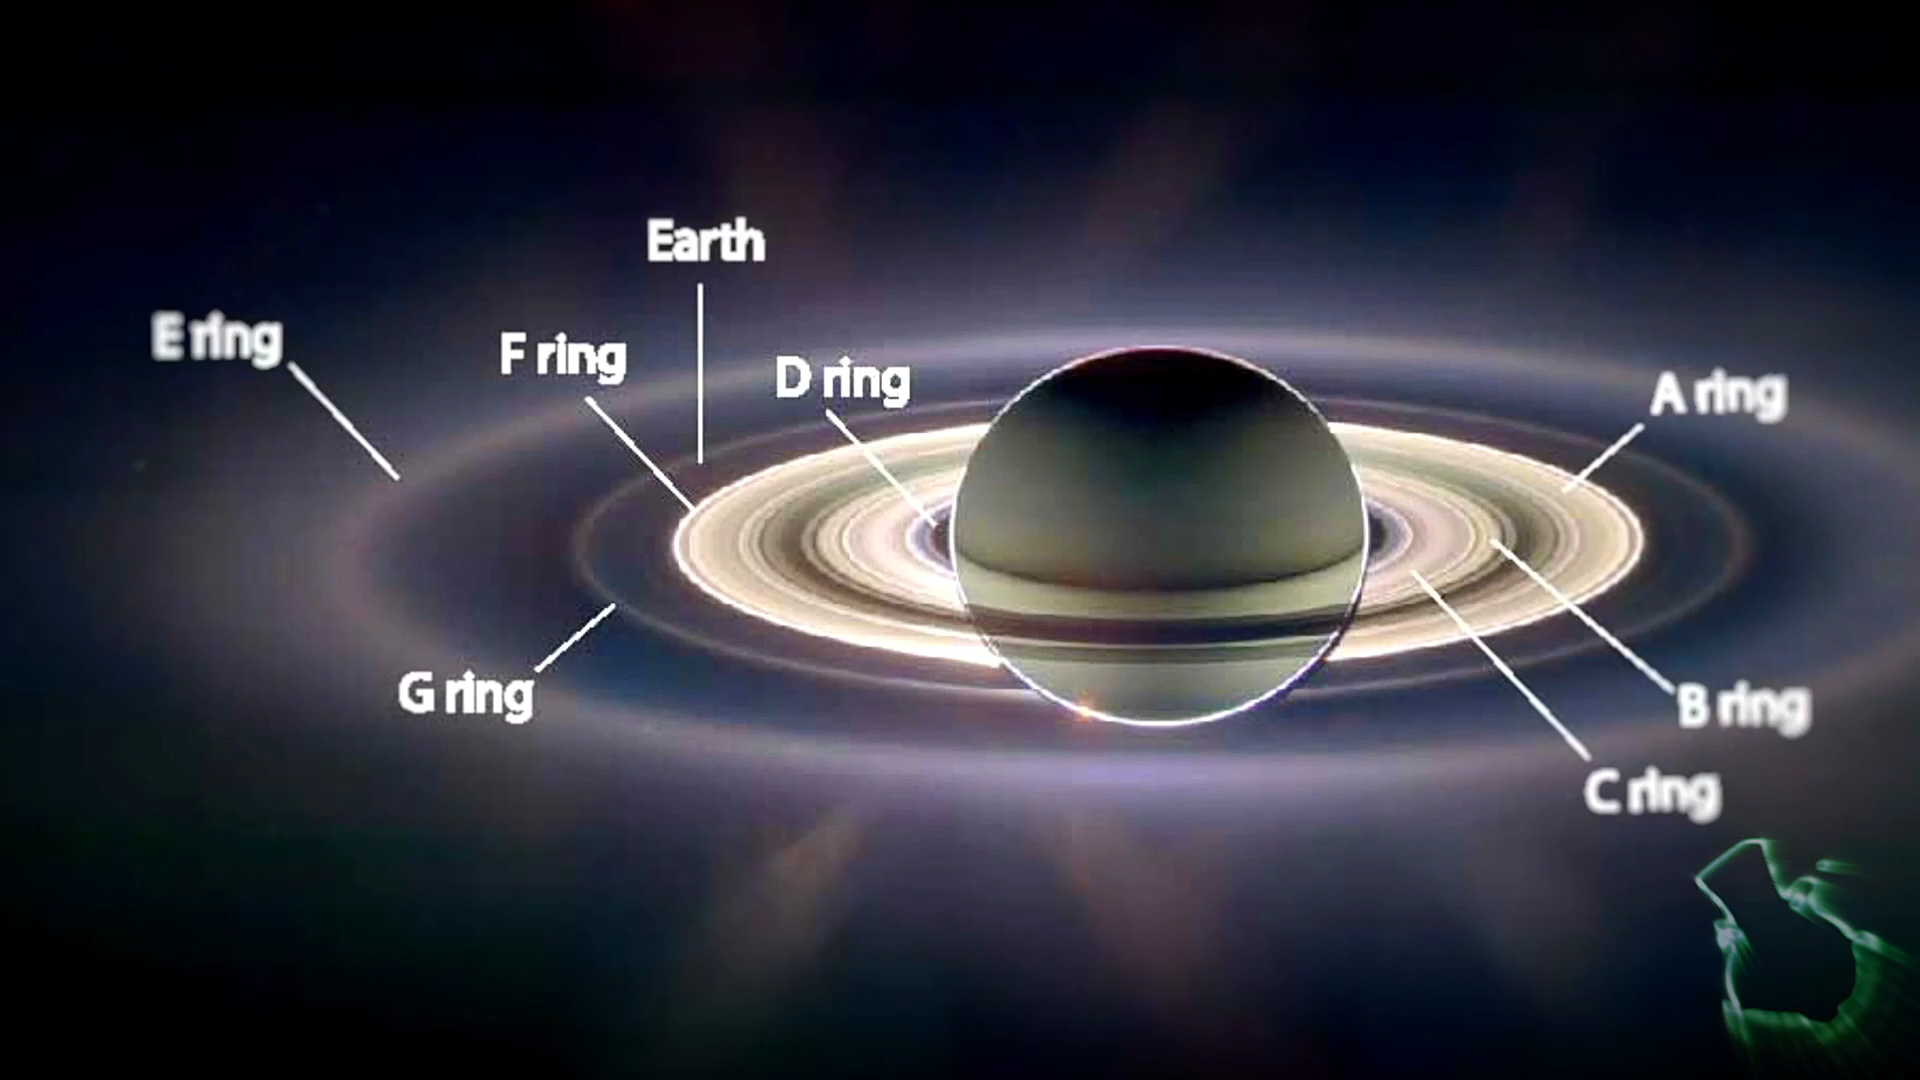 Earth
E ring
F ring
D ring
A ring
G ring
B ring
C ring